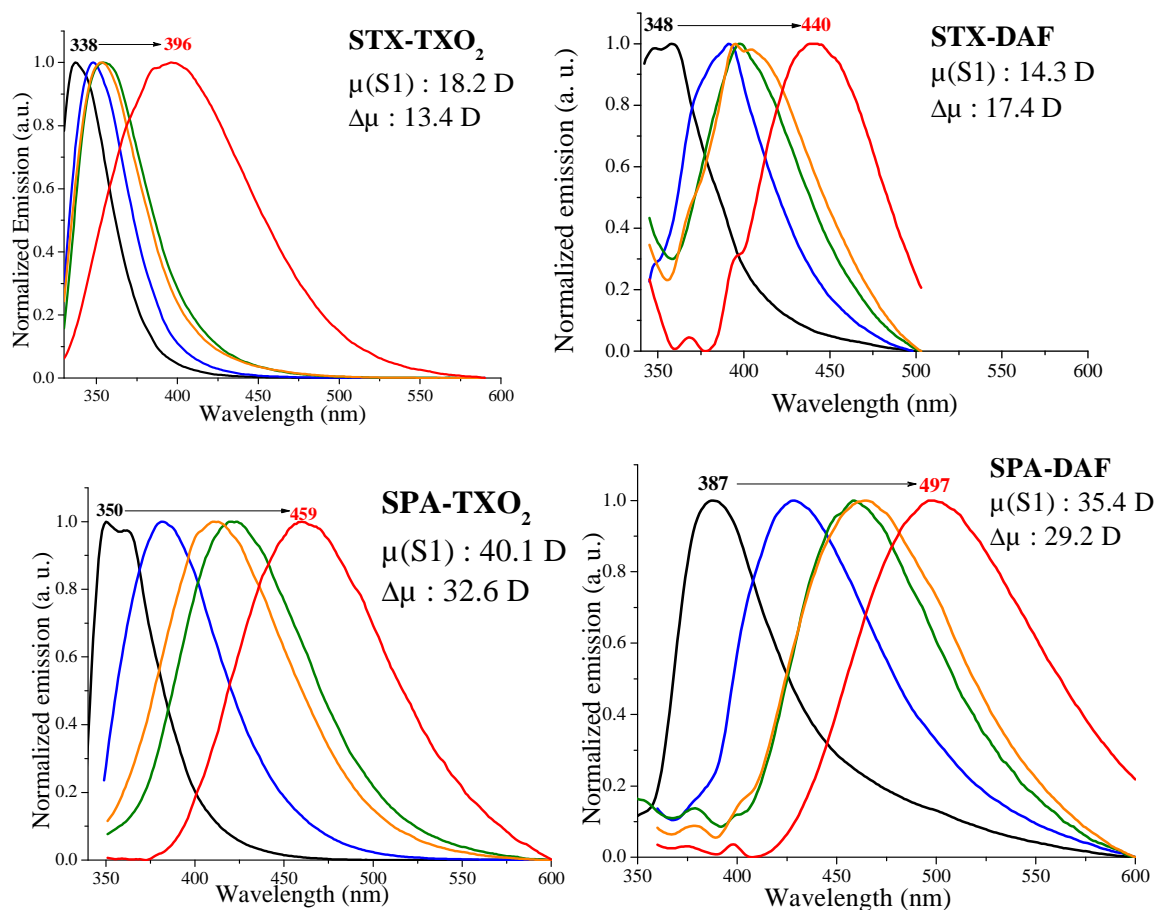 338 396
STX-TXO₂
µ(S1) : 18.2 D
Δµ : 13.4 D
Normalized Emission (a.u.)
1.0
0.8
0.6
0.4
0.2
0.0
350 400 450 500 550 600
Wavelength (nm)
348 440
STX-DAF
µ(S1) : 14.3 D
Δµ : 17.4 D
Normalized emission (a. u.)
1.0
0.8
0.6
0.4
0.2
0.0
350 400 450 500 550 600
Wavelength (nm)
350 459
SPA-TXO₂
µ(S1) : 40.1 D
Δµ : 32.6 D
Normalized emission (a. u.)
1.0
0.8
0.6
0.4
0.2
0.0
350 400 450 500 550 600
Wavelength (nm)
387 497
SPA-DAF
µ(S1) : 35.4 D
Δµ : 29.2 D
Normalized emission (a. u.)
1.0
0.8
0.6
0.4
0.2
0.0
350 400 450 500 550 600
Wavelength (nm)